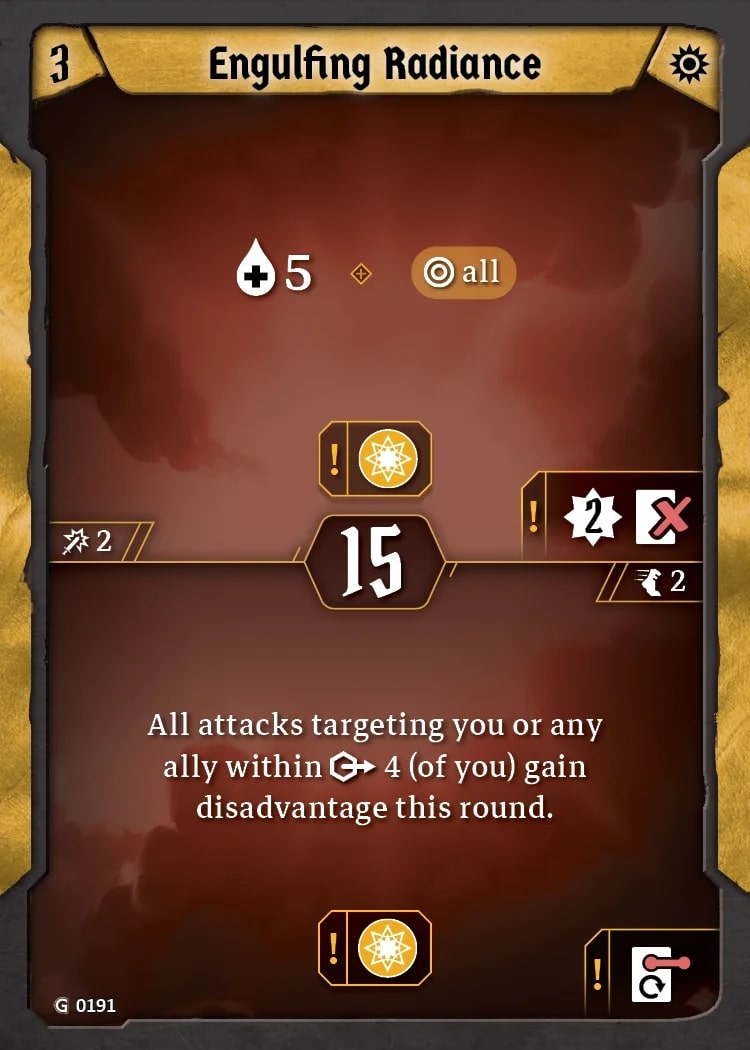 3 Engulfing Radiance
5 all
!
! 2
2 15
2
All attacks targeting you or any
ally within 4 (of you) gain
disadvantage this round.
!
!
G 0191